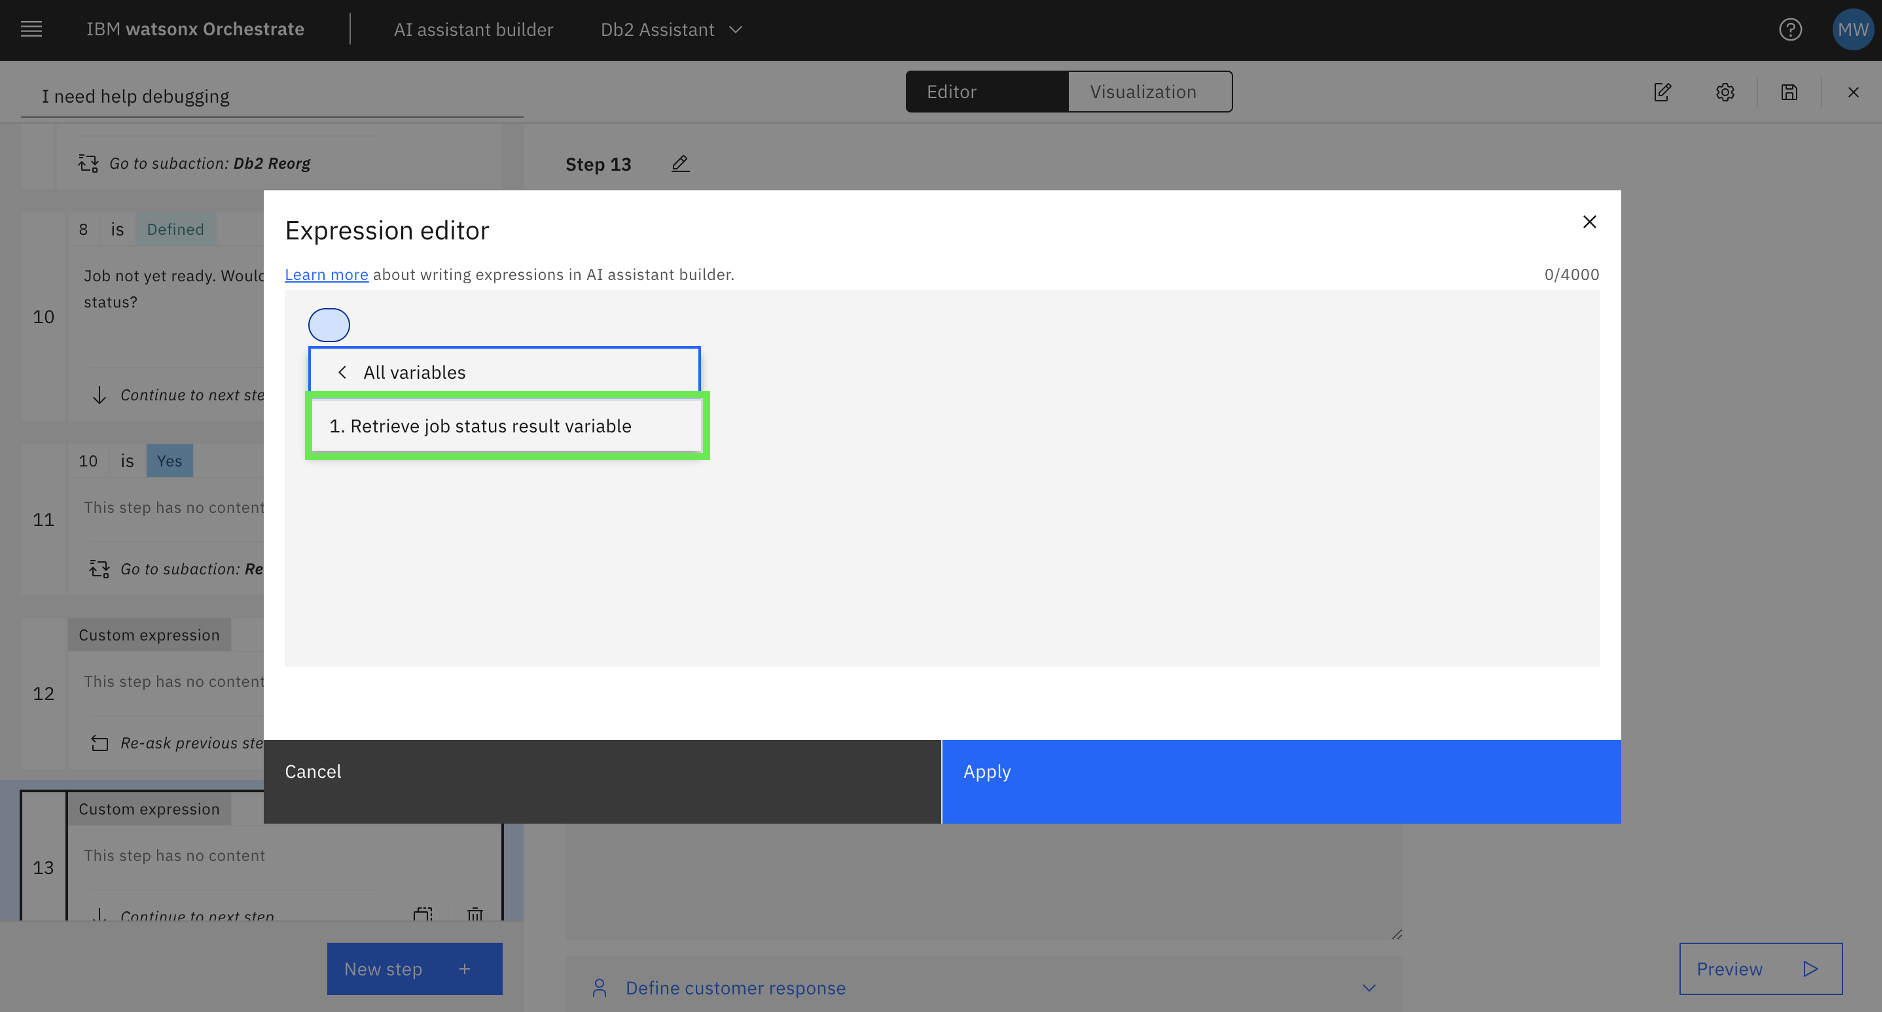 IBM watsonx Orchestrate
AI assistant builder
Db2 Assistant
MW
I need help debugging
Editor
Visualization
Go to subaction: Db2 Reorg
Step 13
8 is Defined
Job not yet ready. Would
status?
10
Continue to next ste
10 is Yes
This step has no content
11
Go to subaction: Re
Custom expression
This step has no content
12
Re-ask previous ste
Custom expression
This step has no content
13
Continue to next step
New step +
Expression editor
Learn more about writing expressions in AI assistant builder.
0/4000
All variables
1. Retrieve job status result variable
Cancel
Apply
Define customer response
Preview